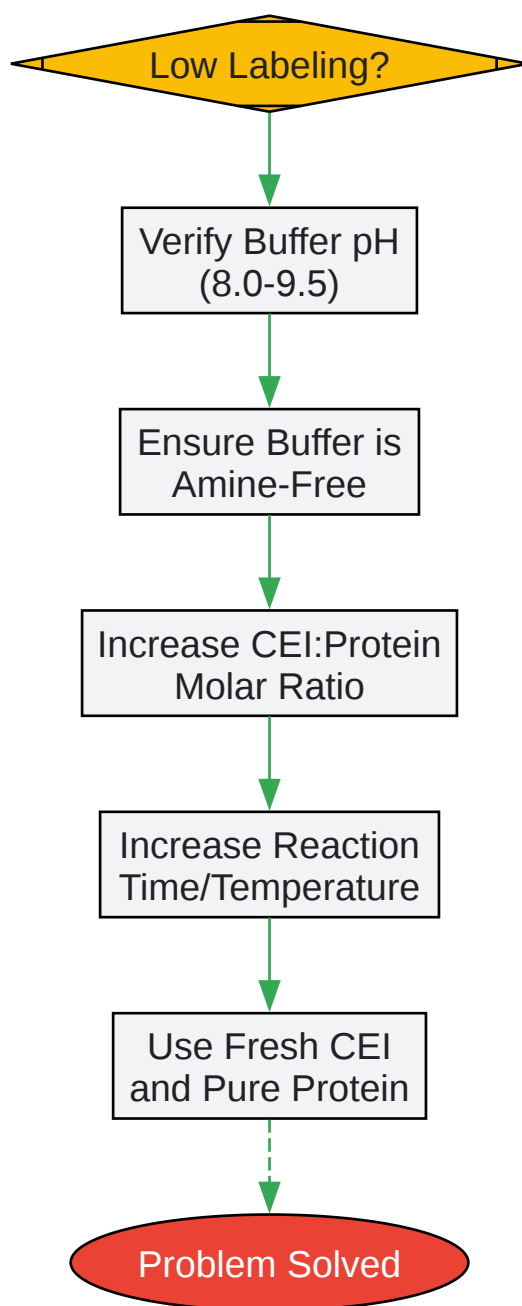 Low Labeling?
Verify Buffer pH
(8.0-9.5)
Ensure Buffer is
Amine-Free
Increase CEI:Protein
Molar Ratio
Increase Reaction
Time/Temperature
Use Fresh CEI
and Pure Protein
Problem Solved